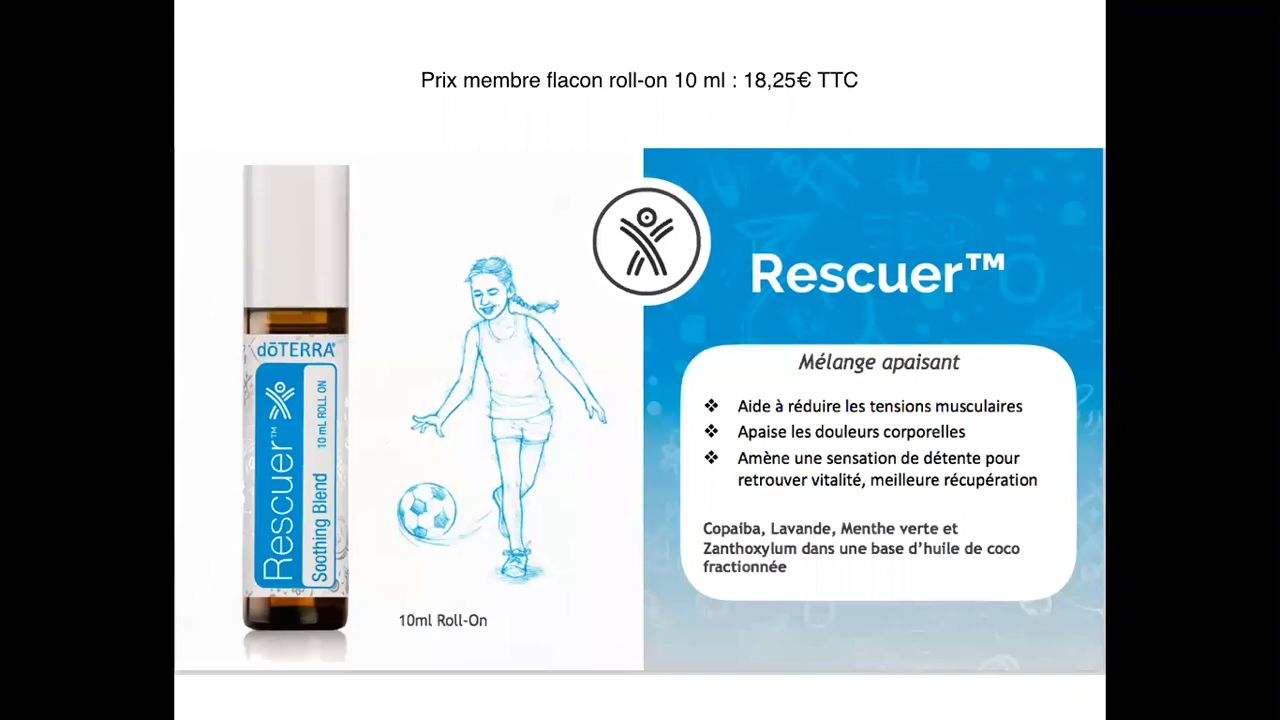 Prix membre flacon roll-on 10 ml : 18,25€ TTC
dōTERRA®
Rescuer™
10 mL ROLL ON
Soothing Blend
10ml Roll-On
Rescuer™
Mélange apaisant
❖ Aide à réduire les tensions musculaires
❖ Apaise les douleurs corporelles
❖ Amène une sensation de détente pour
retrouver vitalité, meilleure récupération
Copaiba, Lavande, Menthe verte et
Zanthoxylum dans une base d’huile de coco
fractionnée